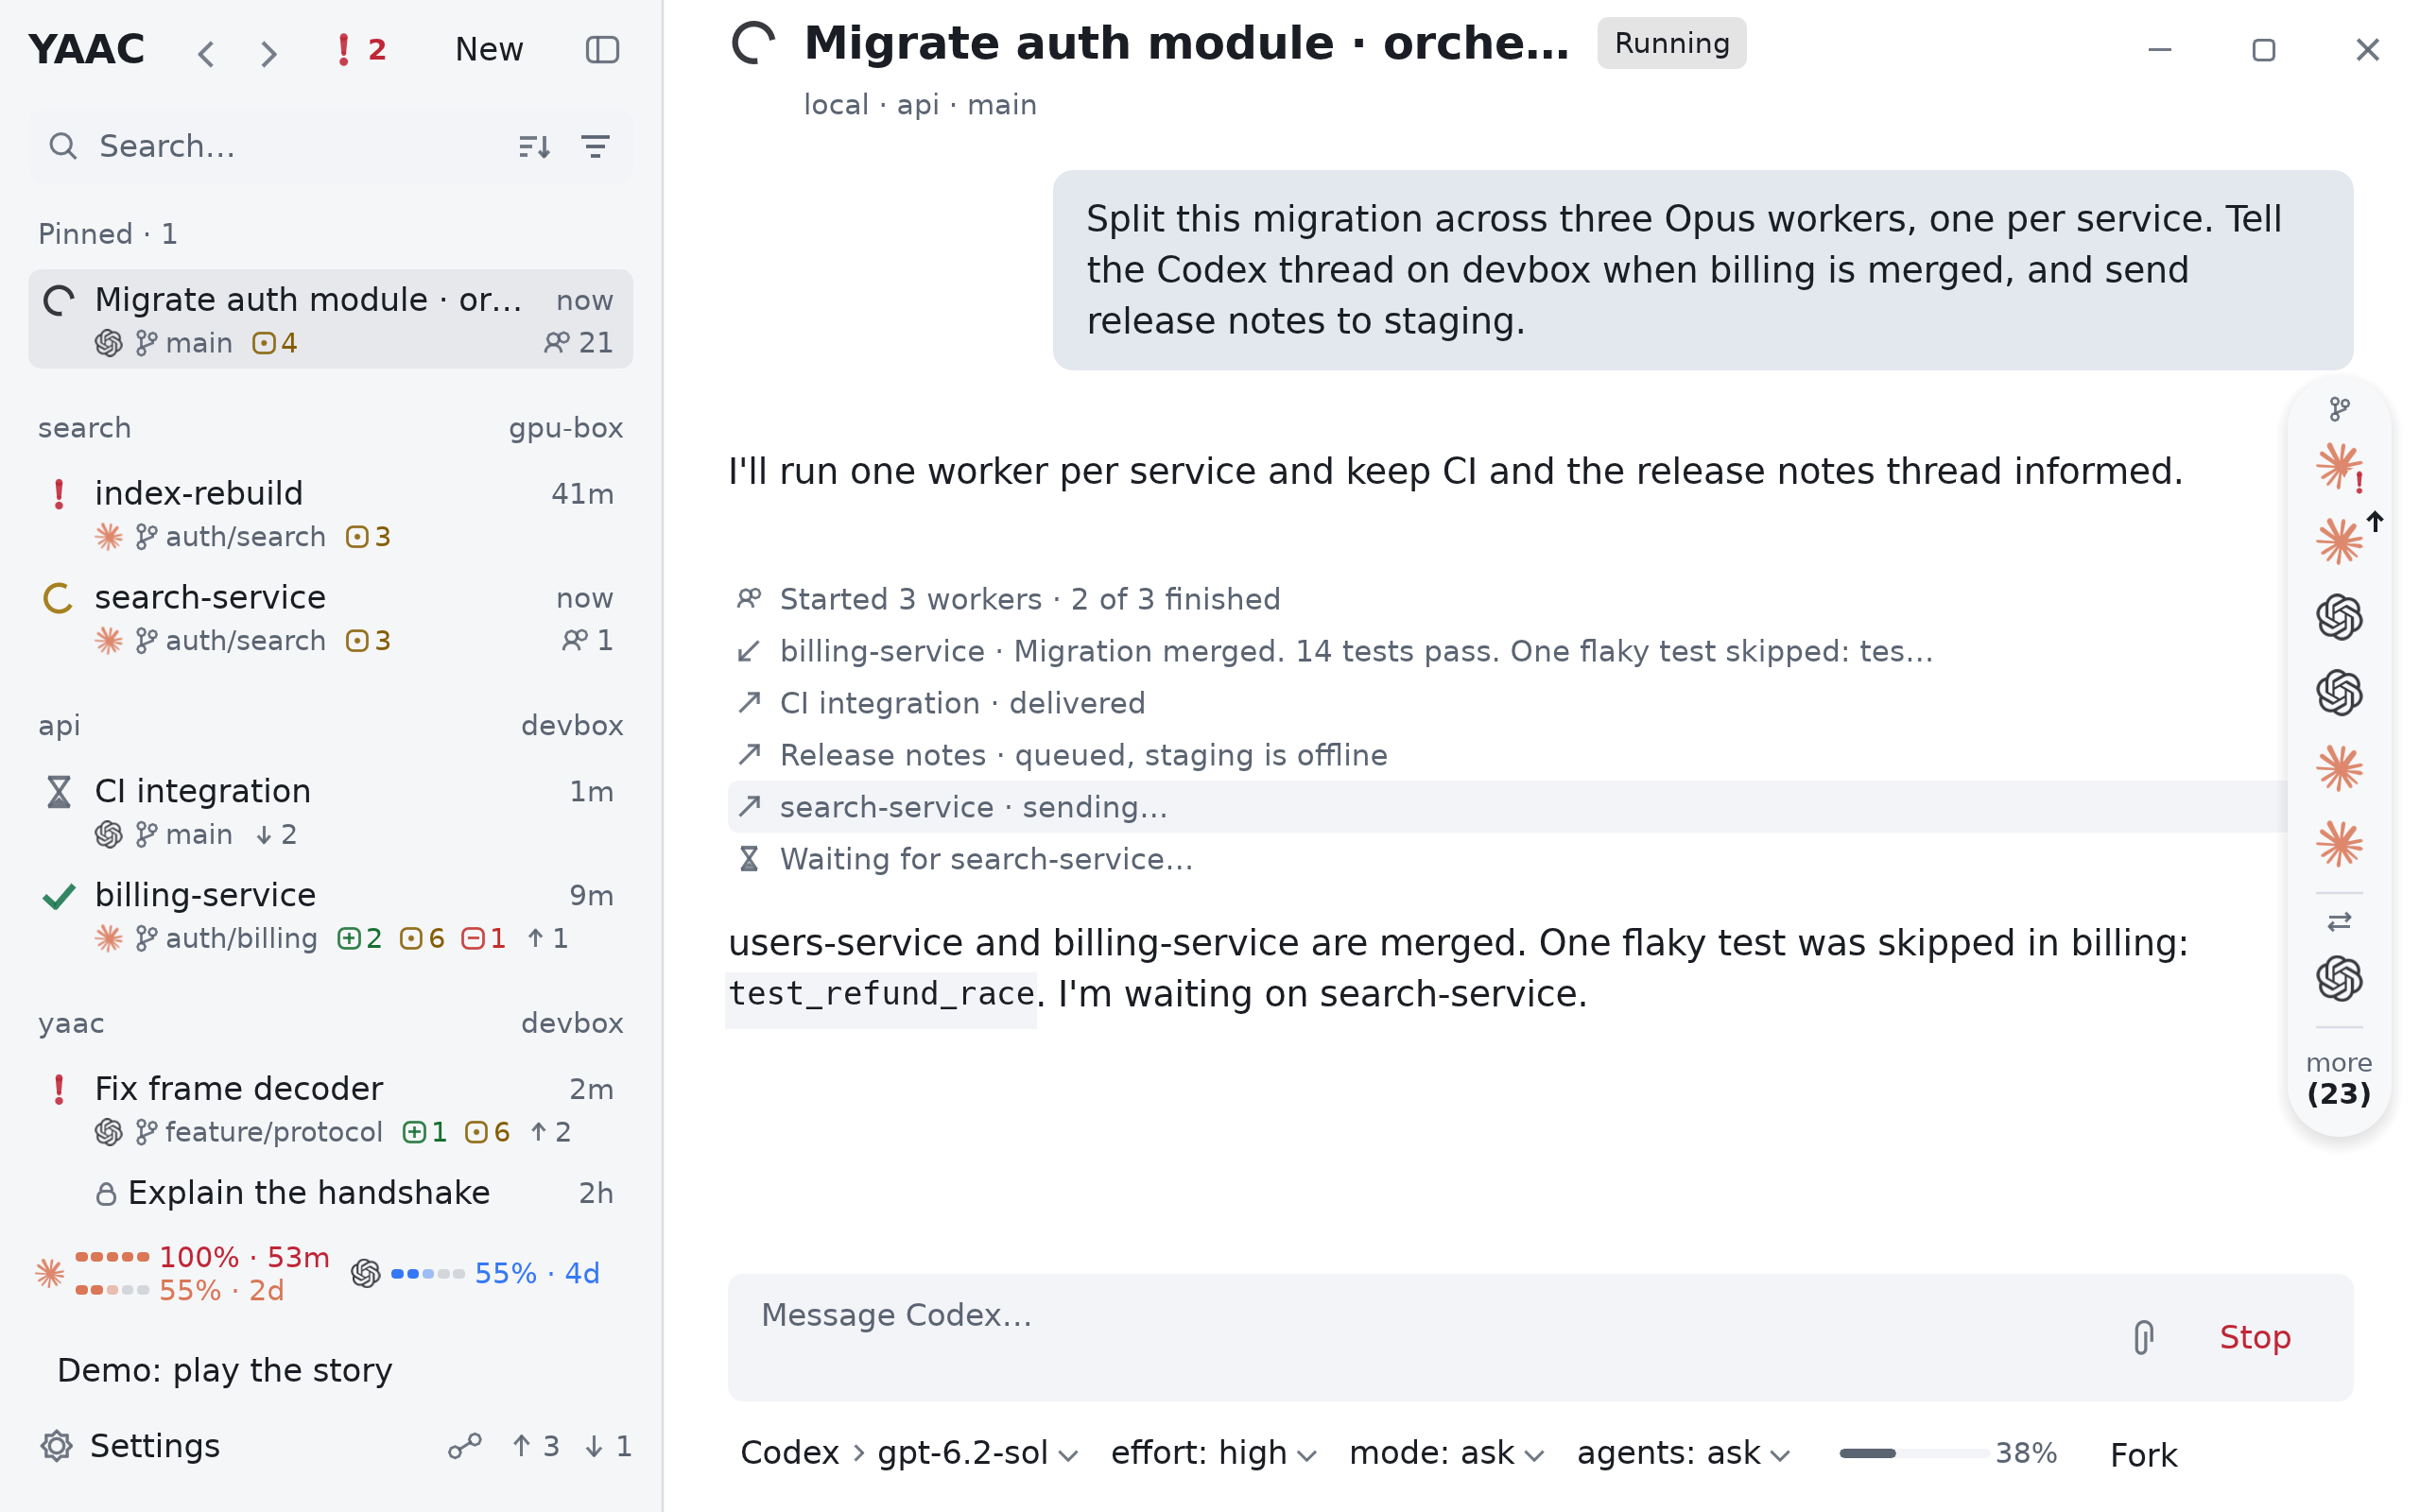 YAAC
2
New
Search...
Pinned · 1
Migrate auth module · or... now
main 4 21
search gpu-box
index-rebuild 41m
auth/search 3
search-service now
auth/search 3 1
api devbox
CI integration 1m
main ↓ 2
billing-service 9m
auth/billing 2 6 1 ↑ 1
yaac devbox
Fix frame decoder 2m
feature/protocol 1 6 ↑ 2
Explain the handshake 2h
100% · 53m
55% · 2d
55% · 4d
Demo: play the story
Settings ↑ 3 ↓ 1
Migrate auth module · orche... Running
local · api · main
Split this migration across three Opus workers, one per service. Tell
the Codex thread on devbox when billing is merged, and send
release notes to staging.
I'll run one worker per service and keep CI and the release notes thread informed.
Started 3 workers · 2 of 3 finished
billing-service · Migration merged. 14 tests pass. One flaky test skipped: tes...
CI integration · delivered
Release notes · queued, staging is offline
search-service · sending...
Waiting for search-service...
users-service and billing-service are merged. One flaky test was skipped in billing:
test_refund_race. I'm waiting on search-service.
more
(23)
Message Codex...
Stop
Codex > gpt-6.2-sol effort: high mode: ask agents: ask 38% Fork